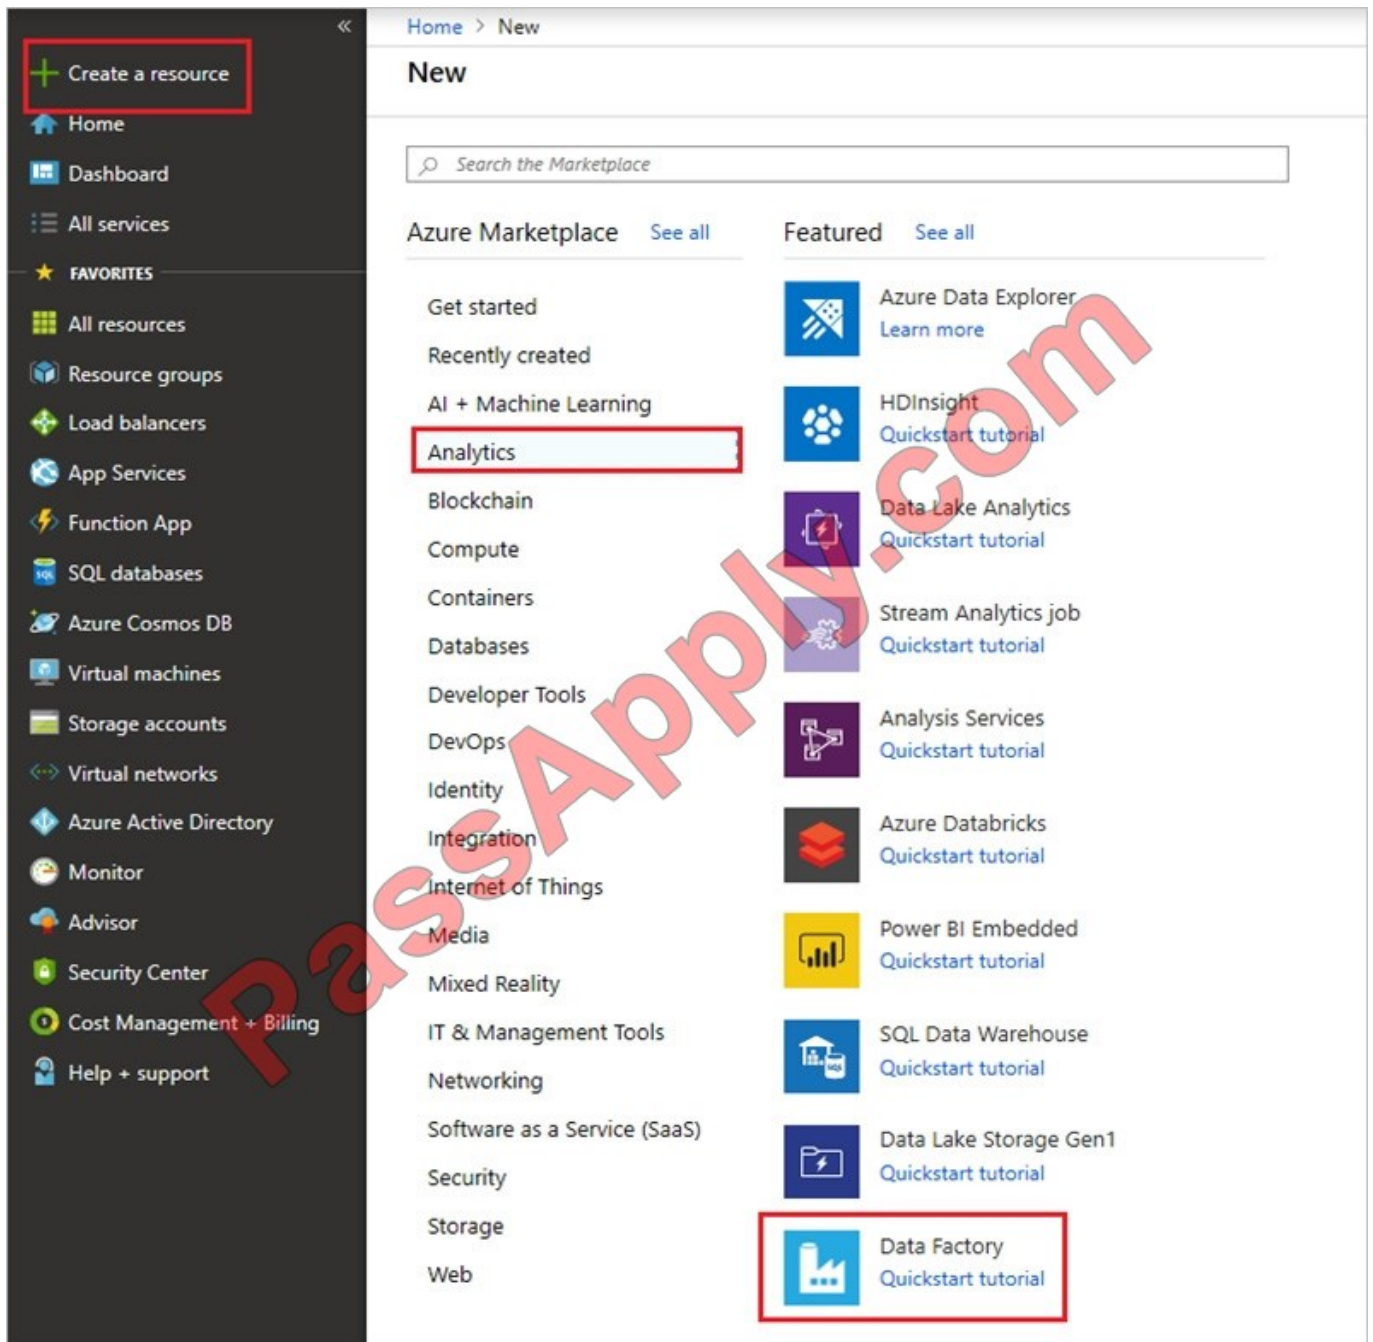 «
Create a resource
Home
Dashboard
All services
FAVORITES
All resources
Resource groups
Load balancers
App Services
Function App
SQL databases
Azure Cosmos DB
Virtual machines
Storage accounts
Virtual networks
Azure Active Directory
Monitor
Advisor
Security Center
Cost Management + Billing
Help + support
Home > New
New
Search the Marketplace
Azure Marketplace See all
Get started
Recently created
AI + Machine Learning
Analytics
Blockchain
Compute
Containers
Databases
Developer Tools
DevOps
Identity
Integration
Internet of Things
Media
Mixed Reality
IT & Management Tools
Networking
Software as a Service (SaaS)
Security
Storage
Web
Featured See all
Azure Data Explorer
Learn more
HDInsight
Quickstart tutorial
Data Lake Analytics
Quickstart tutorial
Stream Analytics job
Quickstart tutorial
Analysis Services
Quickstart tutorial
Azure Databricks
Quickstart tutorial
Power BI Embedded
Quickstart tutorial
SQL Data Warehouse
Quickstart tutorial
Data Lake Storage Gen1
Quickstart tutorial
Data Factory
Quickstart tutorial
PassApply.com